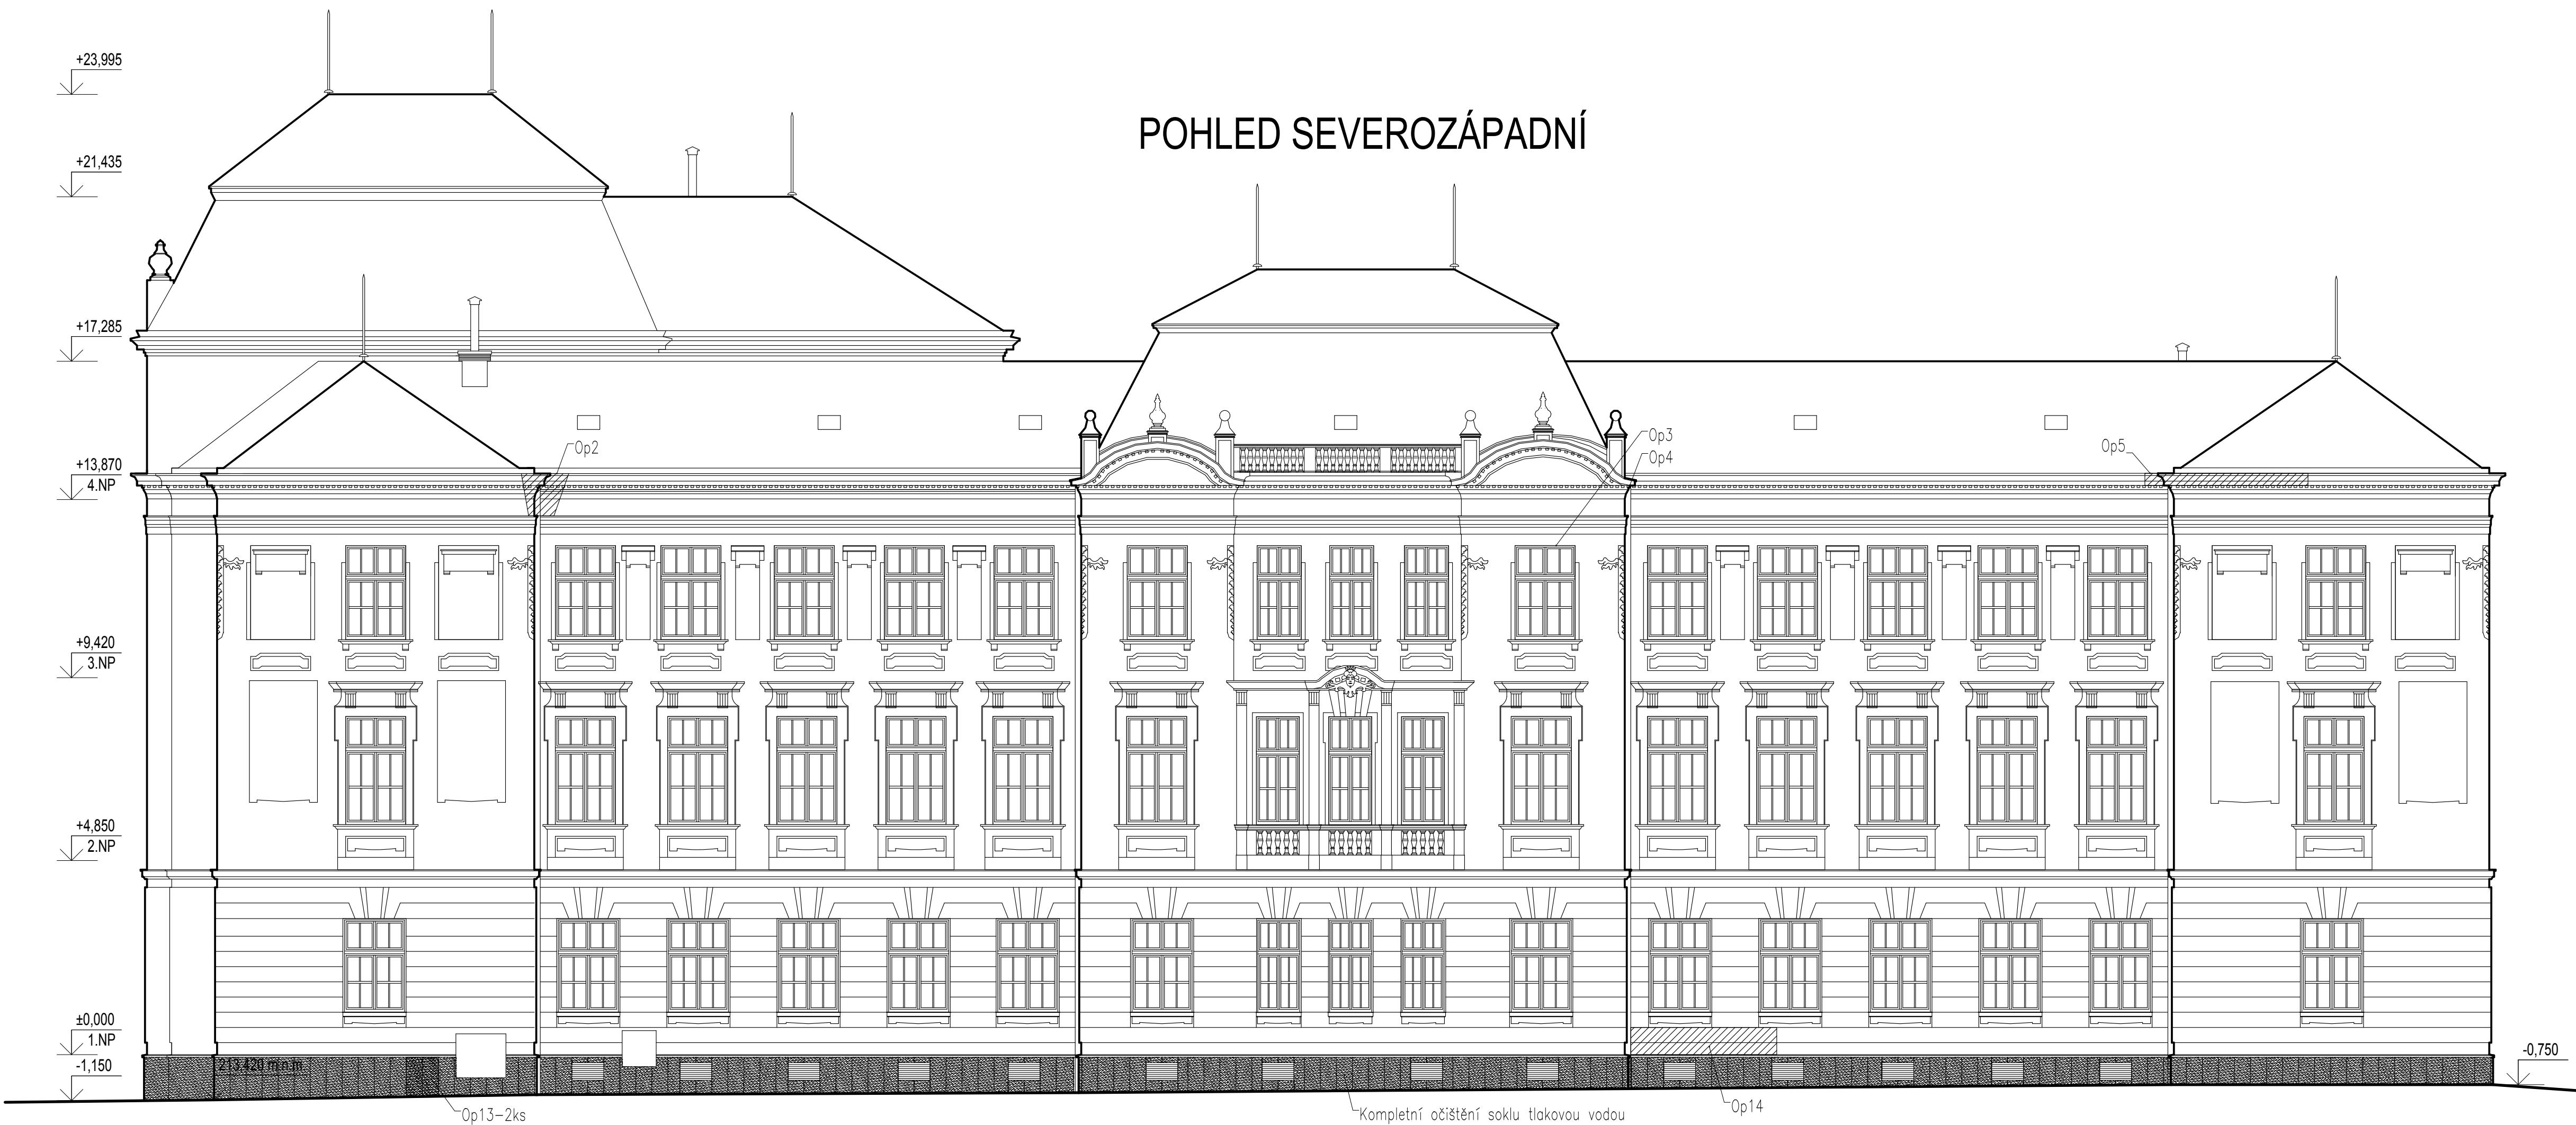 POHLED SEVEROZÁPADNÍ
+23,995
+21,435
+17,285
+13,870
4.NP
+9,420
3.NP
+4,850
2.NP
±0,000
1.NP
-1,150
213.420 m.n.m.
-0,750
Op2
Op3
Op4
Op5
Op13-2ks
Kompletní očištění soklu tlakovou vodou
Op14